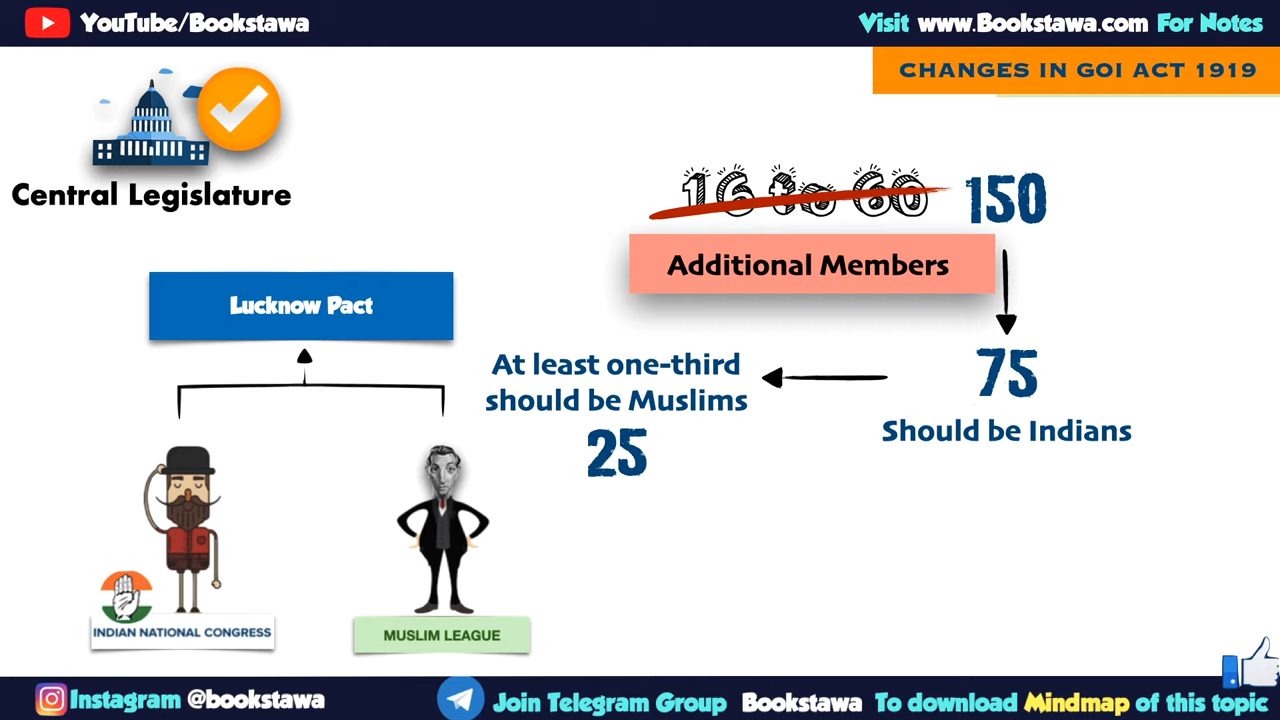 YouTube/Bookstawa
Visit www.Bookstawa.com For Notes
CHANGES IN GOI ACT 1919
Central Legislature
16 to 60 150
Additional Members
Lucknow Pact
At least one-third
should be Muslims
25
75
Should be Indians
INDIAN NATIONAL CONGRESS
MUSLIM LEAGUE
Instagram @bookstawa
Join Telegram Group Bookstawa To download Mindmap of this topic